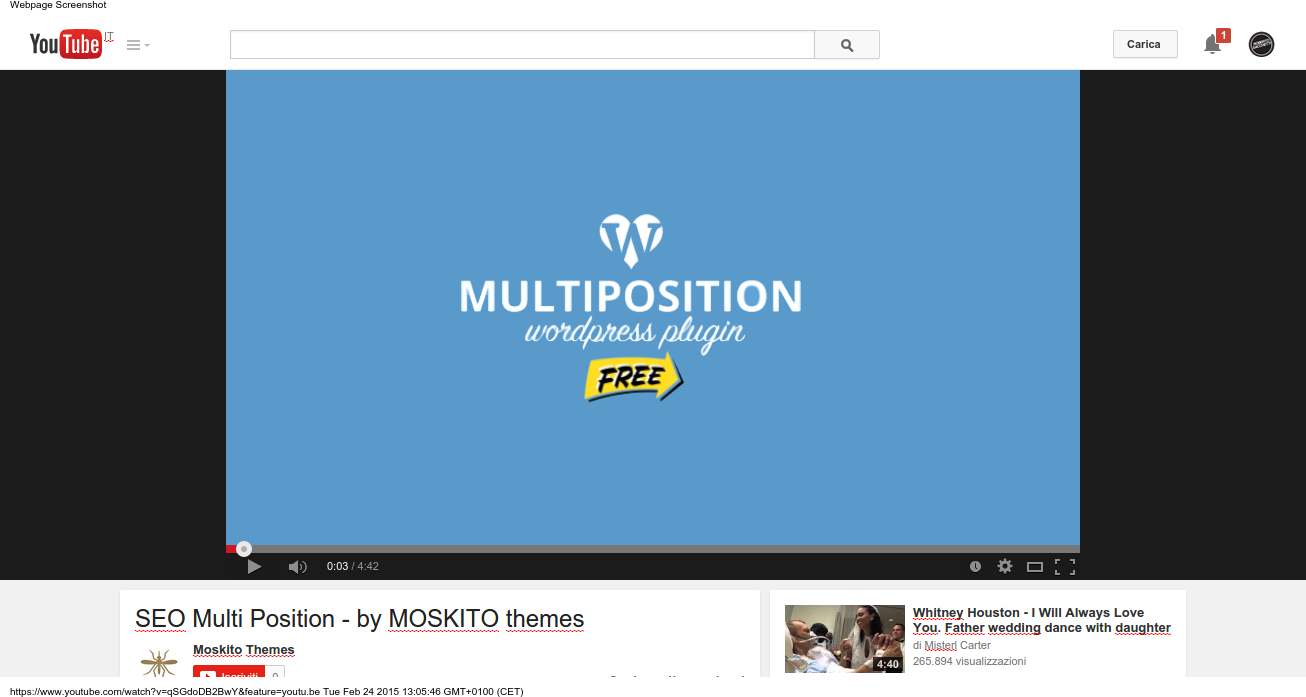 Webpage Screenshot
YouTube IT
Carica
1
MULTIPOSITION
wordpress plugin
FREE
0:03 / 4:42
SEO Multi Position - by MOSKITO themes
Moskito Themes
Iscriviti 0
4:40
Whitney Houston - I Will Always Love
You. Father wedding dance with daughter
di Misterl Carter
265.894 visualizzazioni
https://www.youtube.com/watch?v=qSGdoDB2BwY&feature=youtu.be Tue Feb 24 2015 13:05:46 GMT+0100 (CET)